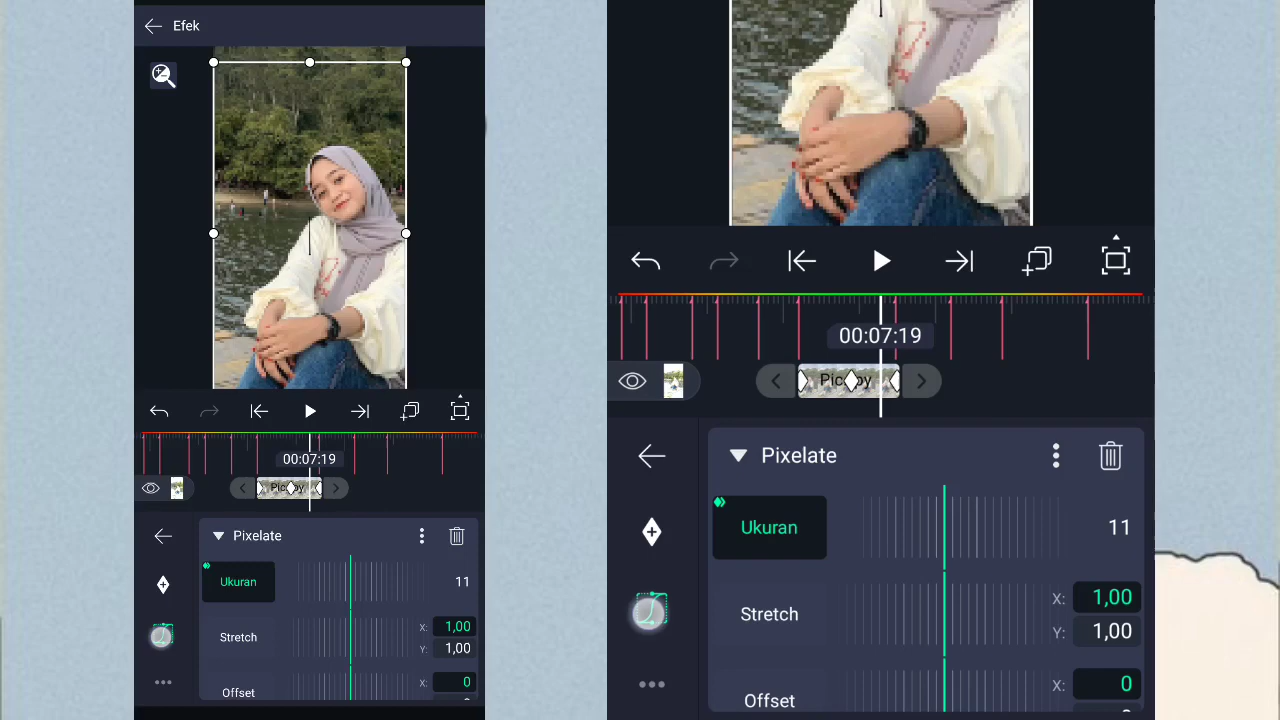 Efek
00:07:19
Pixelate
Ukuran
11
Stretch
X:
1,00
Y:
1,00
Offset
X:
0
00:07:19
Pixelate
Ukuran
11
Stretch
X:
1,00
Y:
1,00
Offset
X:
0